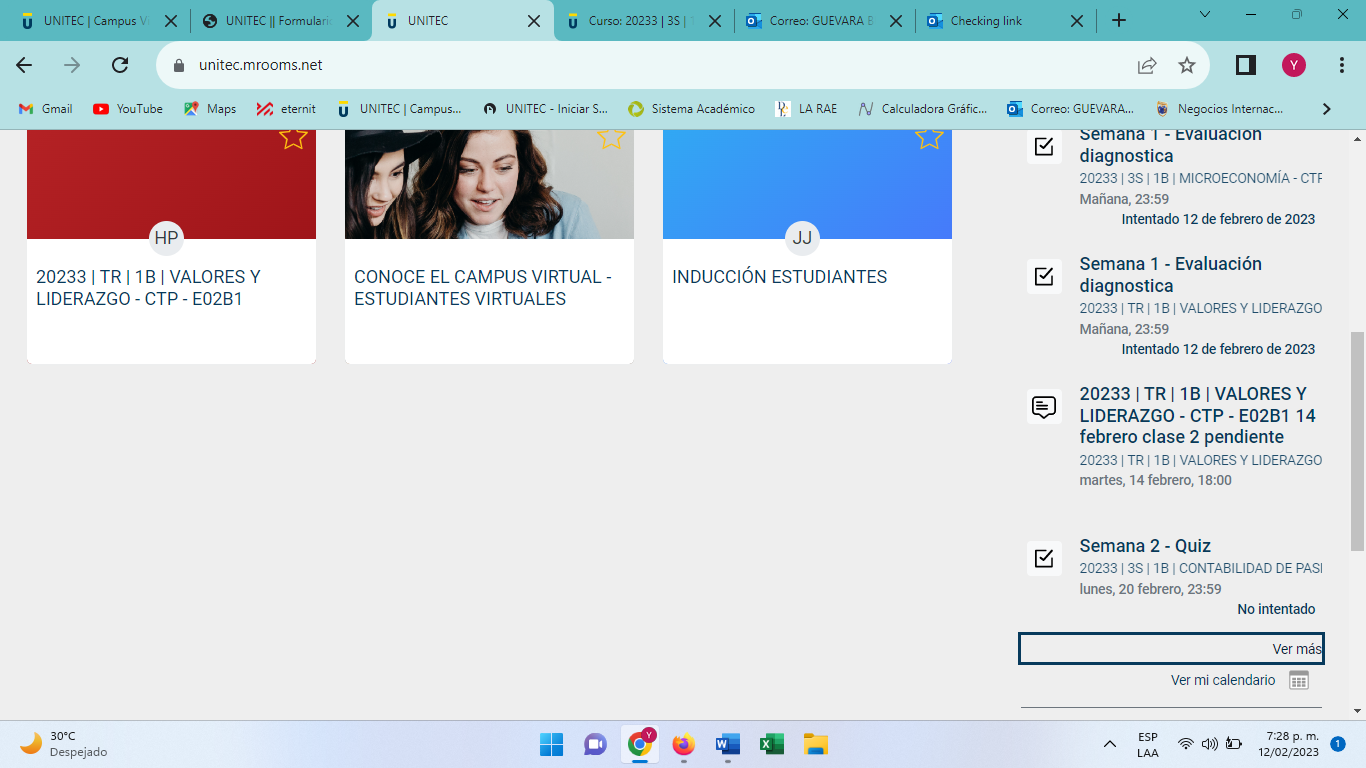 UNITEC | Campus Vi
UNITEC || Formulario
UNITEC
Curso: 20233 | 3S | 1
Correo: GUEVARA B
Checking link
unitec.mrooms.net
Y
Gmail
YouTube
Maps
eternit
UNITEC | Campus...
UNITEC - Iniciar S...
Sistema Académico
LA RAE
Calculadora Gráfic...
Correo: GUEVARA...
Negocios Internac...
HP
20233 | TR | 1B | VALORES Y
LIDERAZGO - CTP - E02B1
CONOCE EL CAMPUS VIRTUAL -
ESTUDIANTES VIRTUALES
JJ
INDUCCIÓN ESTUDIANTES
Semana 1 - Evaluación
diagnostica
20233 | 3S | 1B | MICROECONOMÍA - CTP
Mañana, 23:59
Intentado 12 de febrero de 2023
Semana 1 - Evaluación
diagnostica
20233 | TR | 1B | VALORES Y LIDERAZGO
Mañana, 23:59
Intentado 12 de febrero de 2023
20233 | TR | 1B | VALORES Y
LIDERAZGO - CTP - E02B1 14
febrero clase 2 pendiente
20233 | TR | 1B | VALORES Y LIDERAZGO
martes, 14 febrero, 18:00
Semana 2 - Quiz
20233 | 3S | 1B | CONTABILIDAD DE PASI
lunes, 20 febrero, 23:59
No intentado
Ver más
Ver mi calendario
30°C
Despejado
Y
ESP
LAA
7:28 p. m.
12/02/2023
1